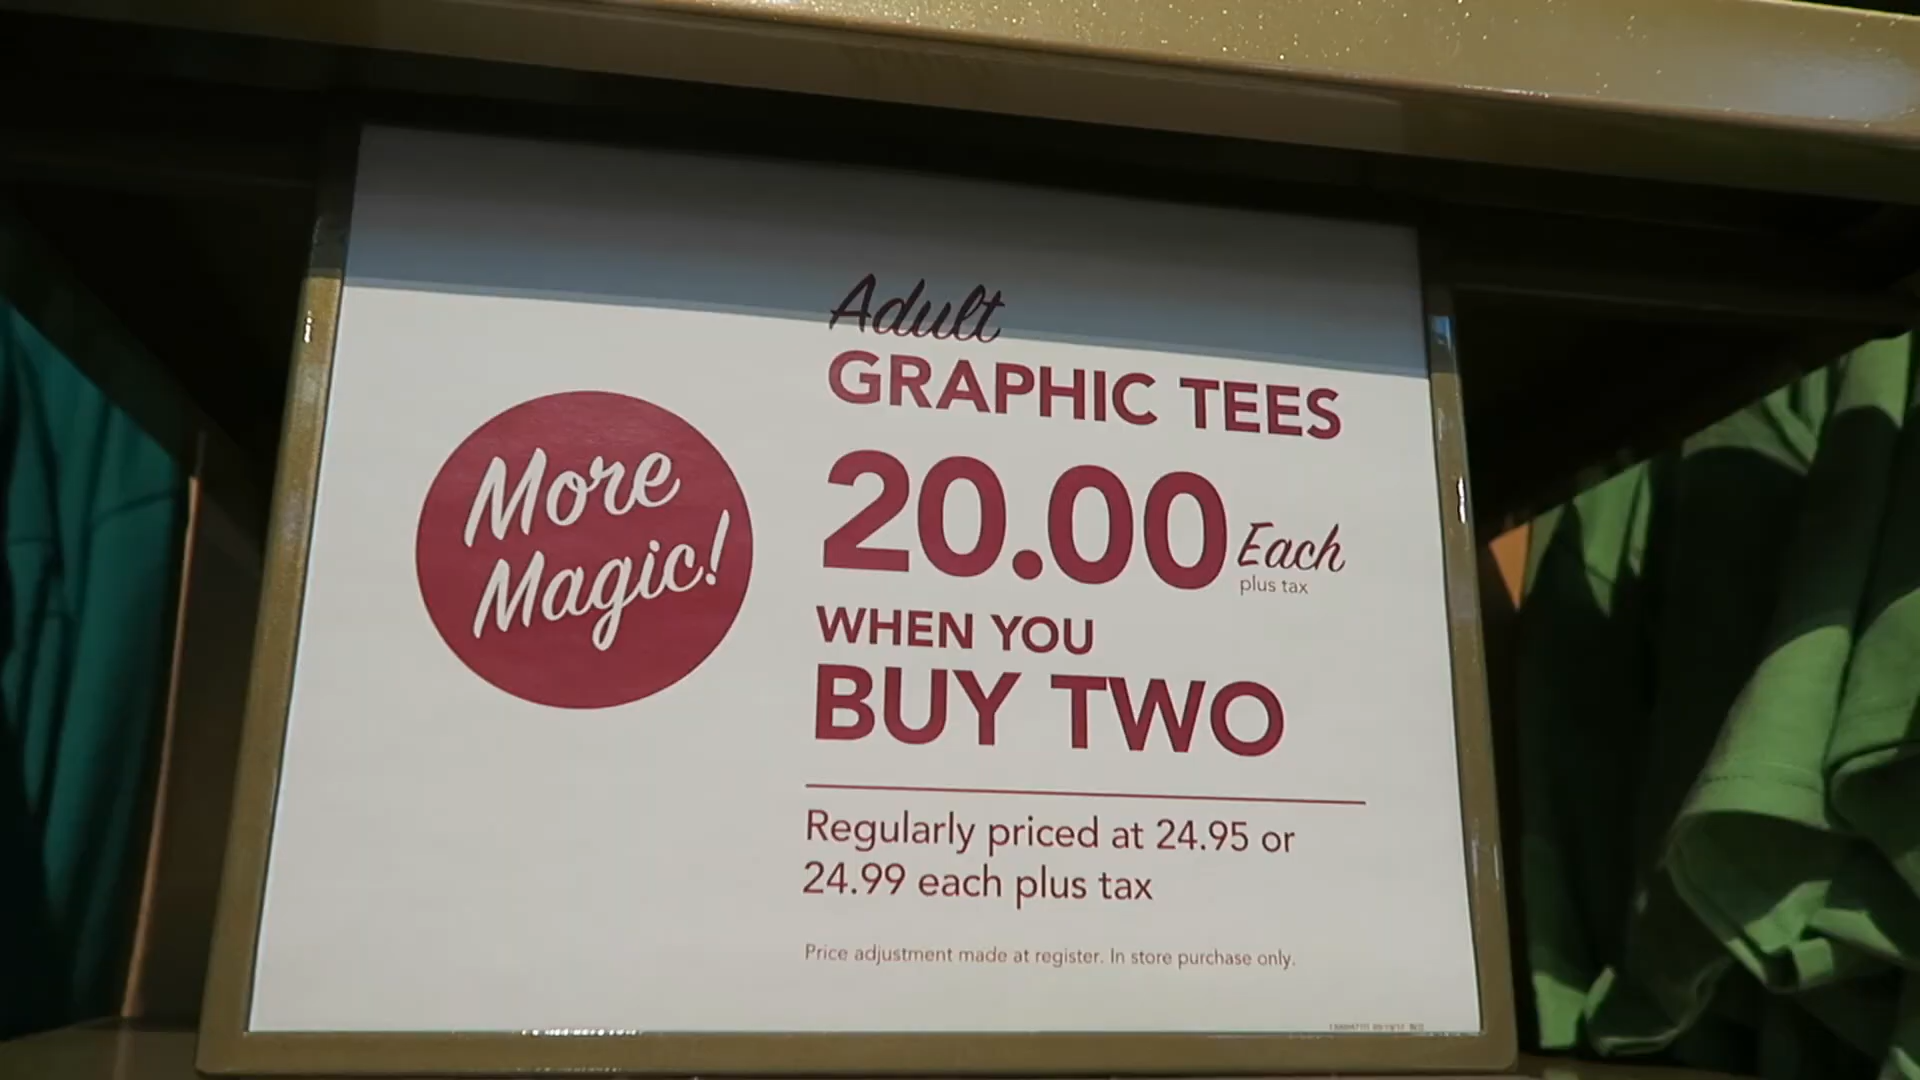 More
Magic!
Adult
GRAPHIC TEES
20.00 Each
plus tax
WHEN YOU
BUY TWO
Regularly priced at 24.95 or
24.99 each plus tax
Price adjustment made at register. In store purchase only.